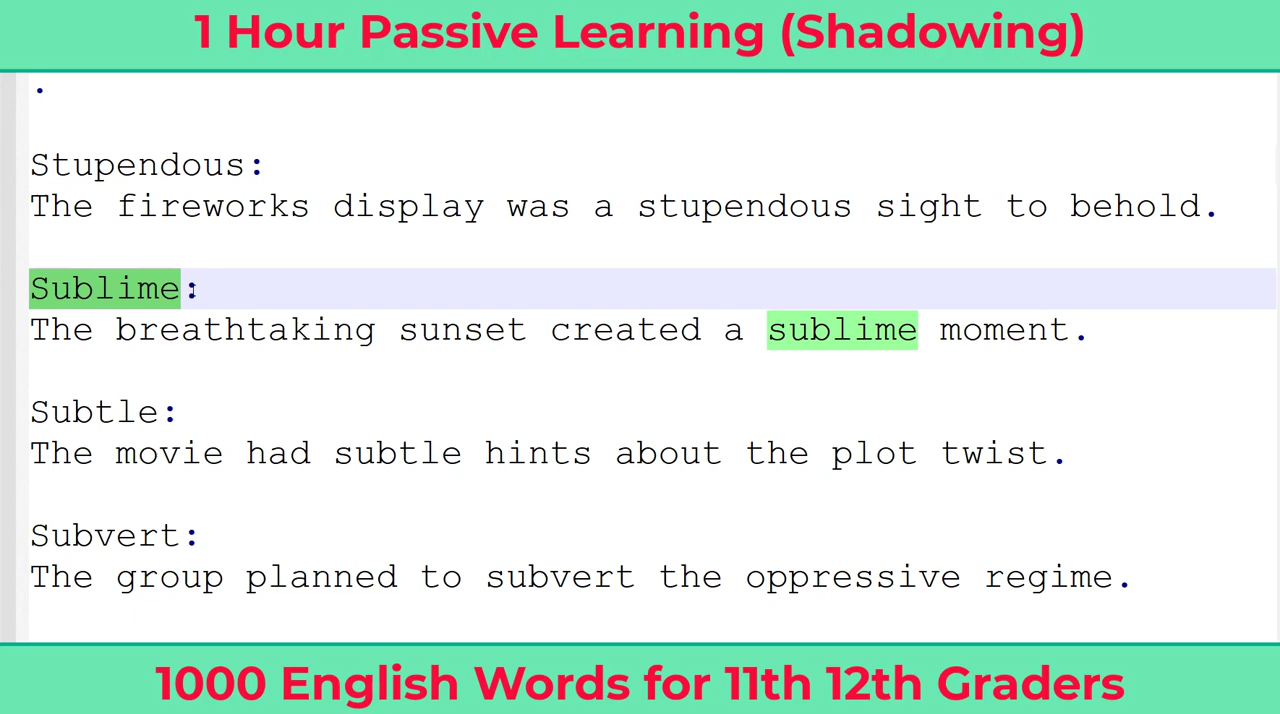 1 Hour Passive Learning (Shadowing)
.
Stupendous:
The fireworks display was a stupendous sight to behold.
Sublime:
The breathtaking sunset created a sublime moment.
Subtle:
The movie had subtle hints about the plot twist.
Subvert:
The group planned to subvert the oppressive regime.
1000 English Words for 11th 12th Graders